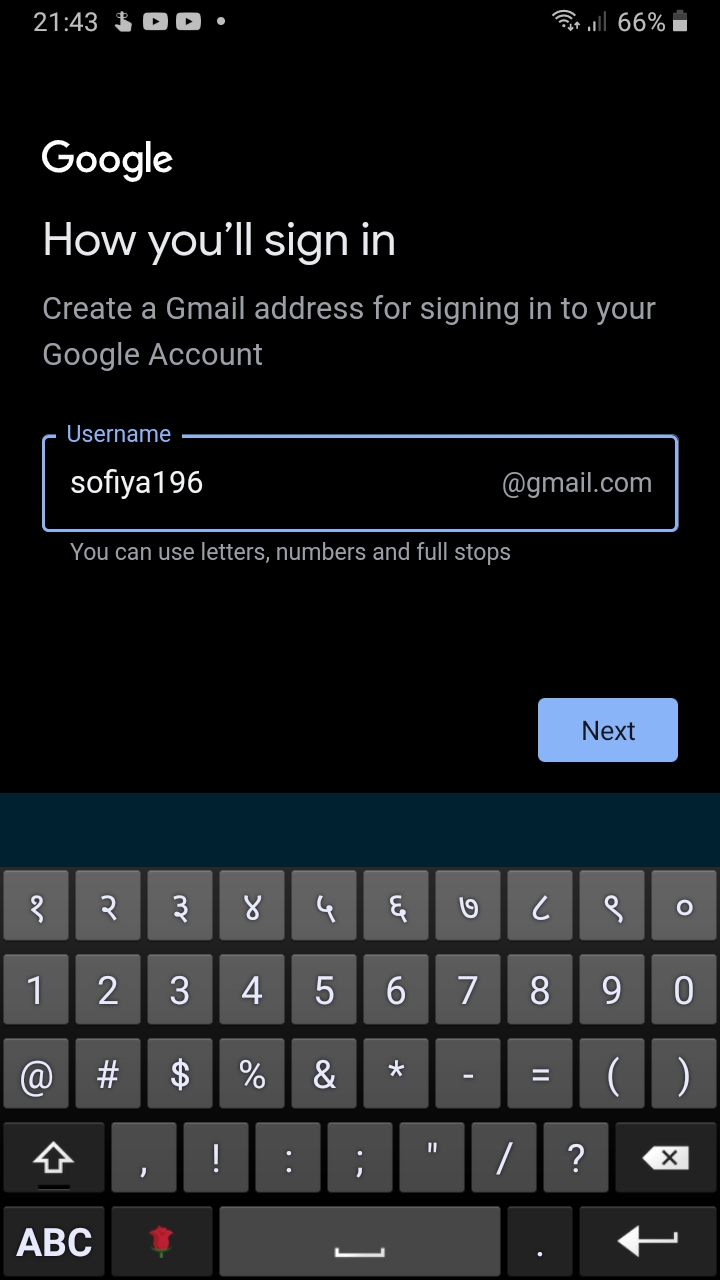 21:43 66%
Google
How you'll sign in
Create a Gmail address for signing in to your
Google Account
Username
sofiya196 @gmail.com
You can use letters, numbers and full stops
Next
१ २ ३ ४ ५ ६ ७ ८ ९ ०
1 2 3 4 5 6 7 8 9 0
@ # $ % & * - = ( )
, ! : ; " / ?
ABC .